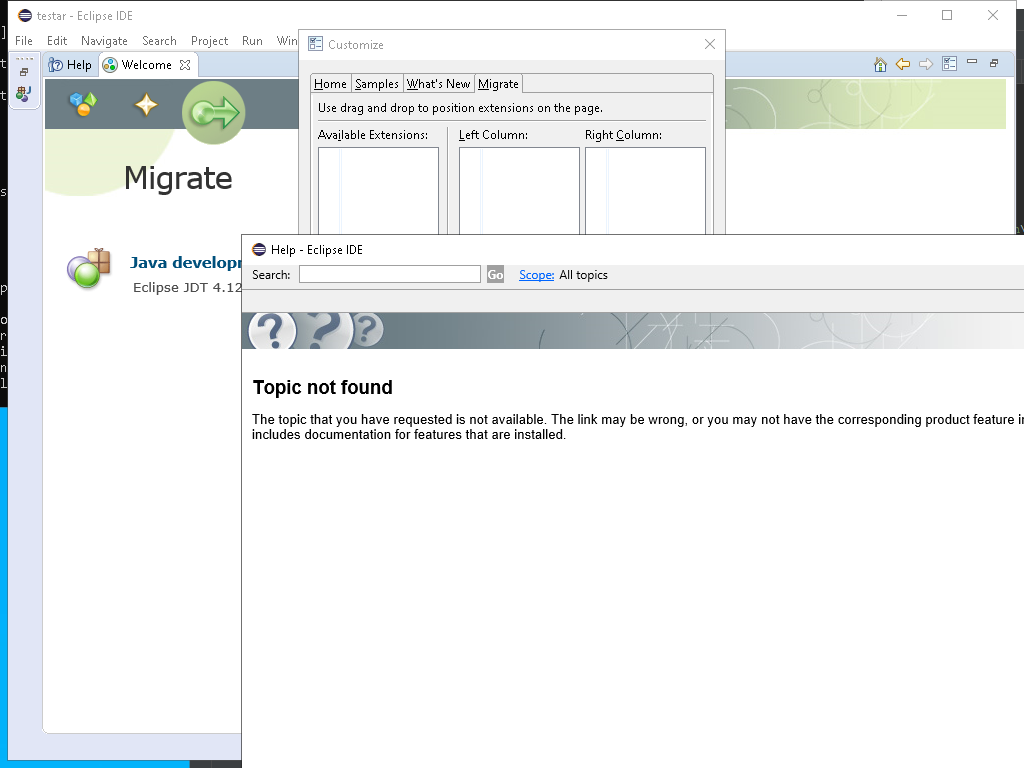 testar - Eclipse IDE
File Edit Navigate Search Project Run Win
Customize
Help Welcome
Home Samples What's New Migrate
Use drag and drop to position extensions on the page.
Available Extensions: Left Column: Right Column:
Migrate
Java develop
Eclipse JDT 4.12
Help - Eclipse IDE
Search: Go Scope: All topics
Topic not found
The topic that you have requested is not available. The link may be wrong, or you may not have the corresponding product feature i
includes documentation for features that are installed.